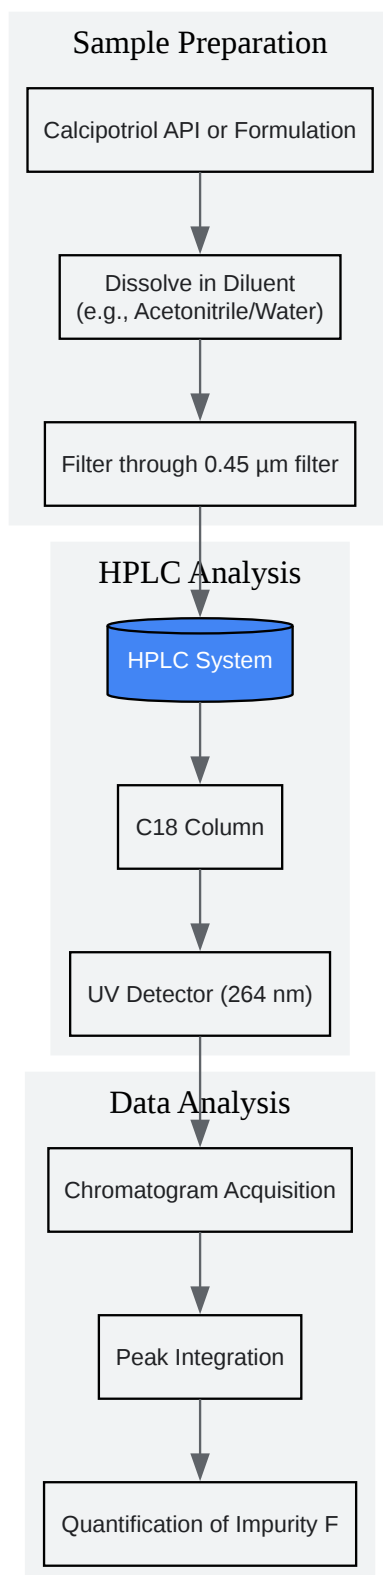 Sample Preparation
Calcipotriol API or Formulation
Dissolve in Diluent
(e.g., Acetonitrile/Water)
Filter through 0.45 µm filter
HPLC Analysis
HPLC System
C18 Column
UV Detector (264 nm)
Data Analysis
Chromatogram Acquisition
Peak Integration
Quantification of Impurity F